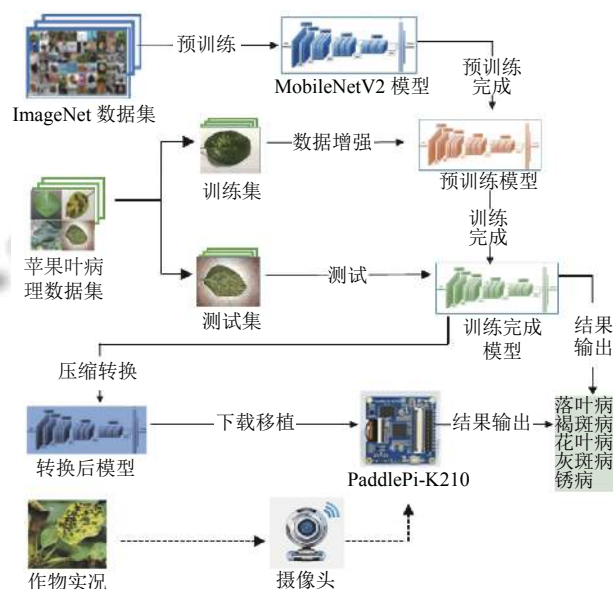 预训练
ImageNet 数据集
MobileNetV2 模型
预训练
完成
训练集
数据增强
预训练模型
苹果叶病
理数据集
训练
完成
测试集
测试
训练完成
模型
结果
输出
压缩转换
转换后模型
下载移植
PaddlePi-K210
结果输出
落叶病
褐斑病
花叶病
灰斑病
锈病
作物实况
摄像头